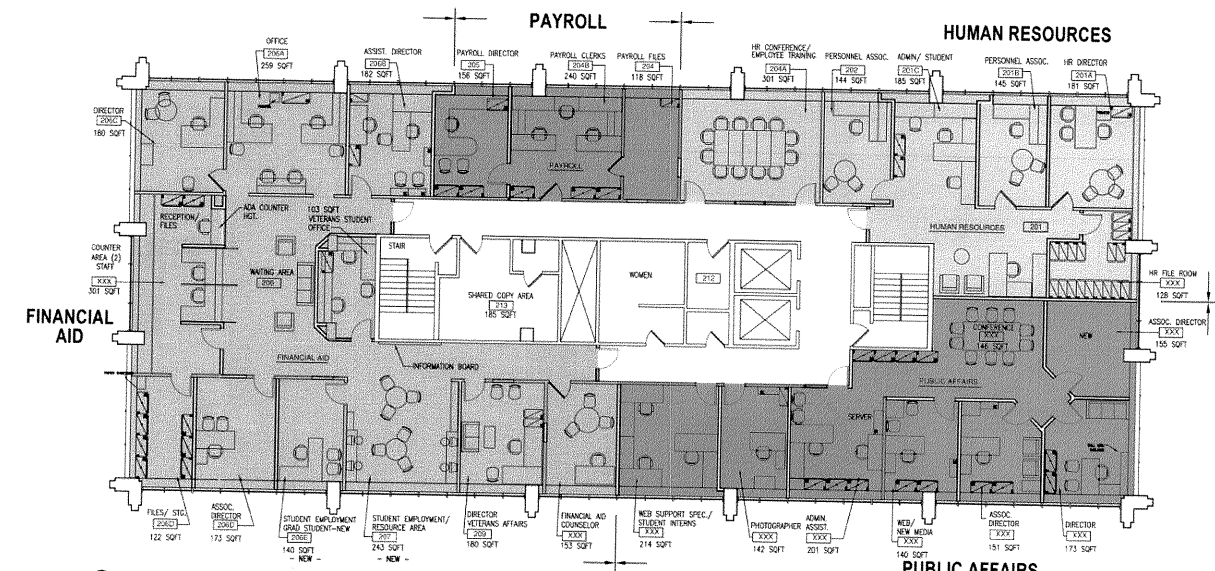 PAYROLL
HUMAN RESOURCES
OFFICE
206A
259 SQFT
ASSIST. DIRECTOR
206B
182 SQFT
PAYROLL DIRECTOR
205
156 SQFT
PAYROLL CLERKS
204B
240 SQFT
PAYROLL FILES
204
118 SQFT
HR CONFERENCE/
EMPLOYEE TRAINING
204A
301 SQFT
PERSONNEL ASSOC.
202
144 SQFT
ADMIN/ STUDENT
201C
185 SQFT
PERSONNEL ASSOC.
201B
145 SQFT
HR DIRECTOR
201A
181 SQFT
DIRECTOR
206C
180 SQFT
PAYROLL
RECEPTION/
FILES
ADA COUNTER
HGT.
103 SQFT
VETERANS STUDENT
OFFICE
HUMAN RESOURCES
201
COUNTER
AREA (2)
STAFF
XXX
301 SQFT
WAITING AREA
206
STAIR
SHARED COPY AREA
213
185 SQFT
WOMEN
212
HR FILE ROOM
XXX
128 SQFT
FINANCIAL
AID
FINANCIAL AID
INFORMATION BOARD
CONFERENCE
XXX
146 SQFT
NEW
ASSOC. DIRECTOR
XXX
155 SQFT
PUBLIC AFFAIRS
SERVER
FILES/ STG.
206D
122 SQFT
ASSOC.
DIRECTOR
206D
173 SQFT
STUDENT EMPLOYMENT
GRAD STUDENT-NEW
206E
140 SQFT
- NEW -
STUDENT EMPLOYMENT/
RESOURCE AREA
207
243 SQFT
- NEW -
DIRECTOR
VETERANS AFFAIRS
209
180 SQFT
FINANCIAL AID
COUNSELOR
XXX
153 SQFT
WEB SUPPORT SPEC./
STUDENT INTERNS
XXX
214 SQFT
PHOTOGRAPHER
XXX
142 SQFT
ADMIN.
ASSIST.
XXX
201 SQFT
WEB/
NEW MEDIA
XXX
140 SQFT
ASSOC.
DIRECTOR
XXX
151 SQFT
DIRECTOR
XXX
173 SQFT
PUBLIC AFFAIRS